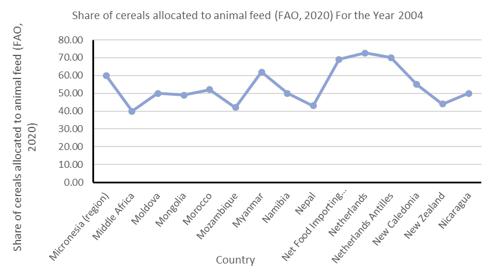 Share of cereals allocated to animal feed (FAO, 2020) For the Year 2004
Share of cereals allocated to animal feed (FAO,
2020)
80.00
70.00
60.00
50.00
40.00
30.00
20.00
10.00
0.00
Micronesia (region)
Middle Africa
Moldova
Mongolia
Morocco
Mozambique
Myanmar
Namibia
Nepal
Net Food Importing...
Netherlands
Netherlands Antilles
New Caledonia
New Zealand
Nicaragua
Country